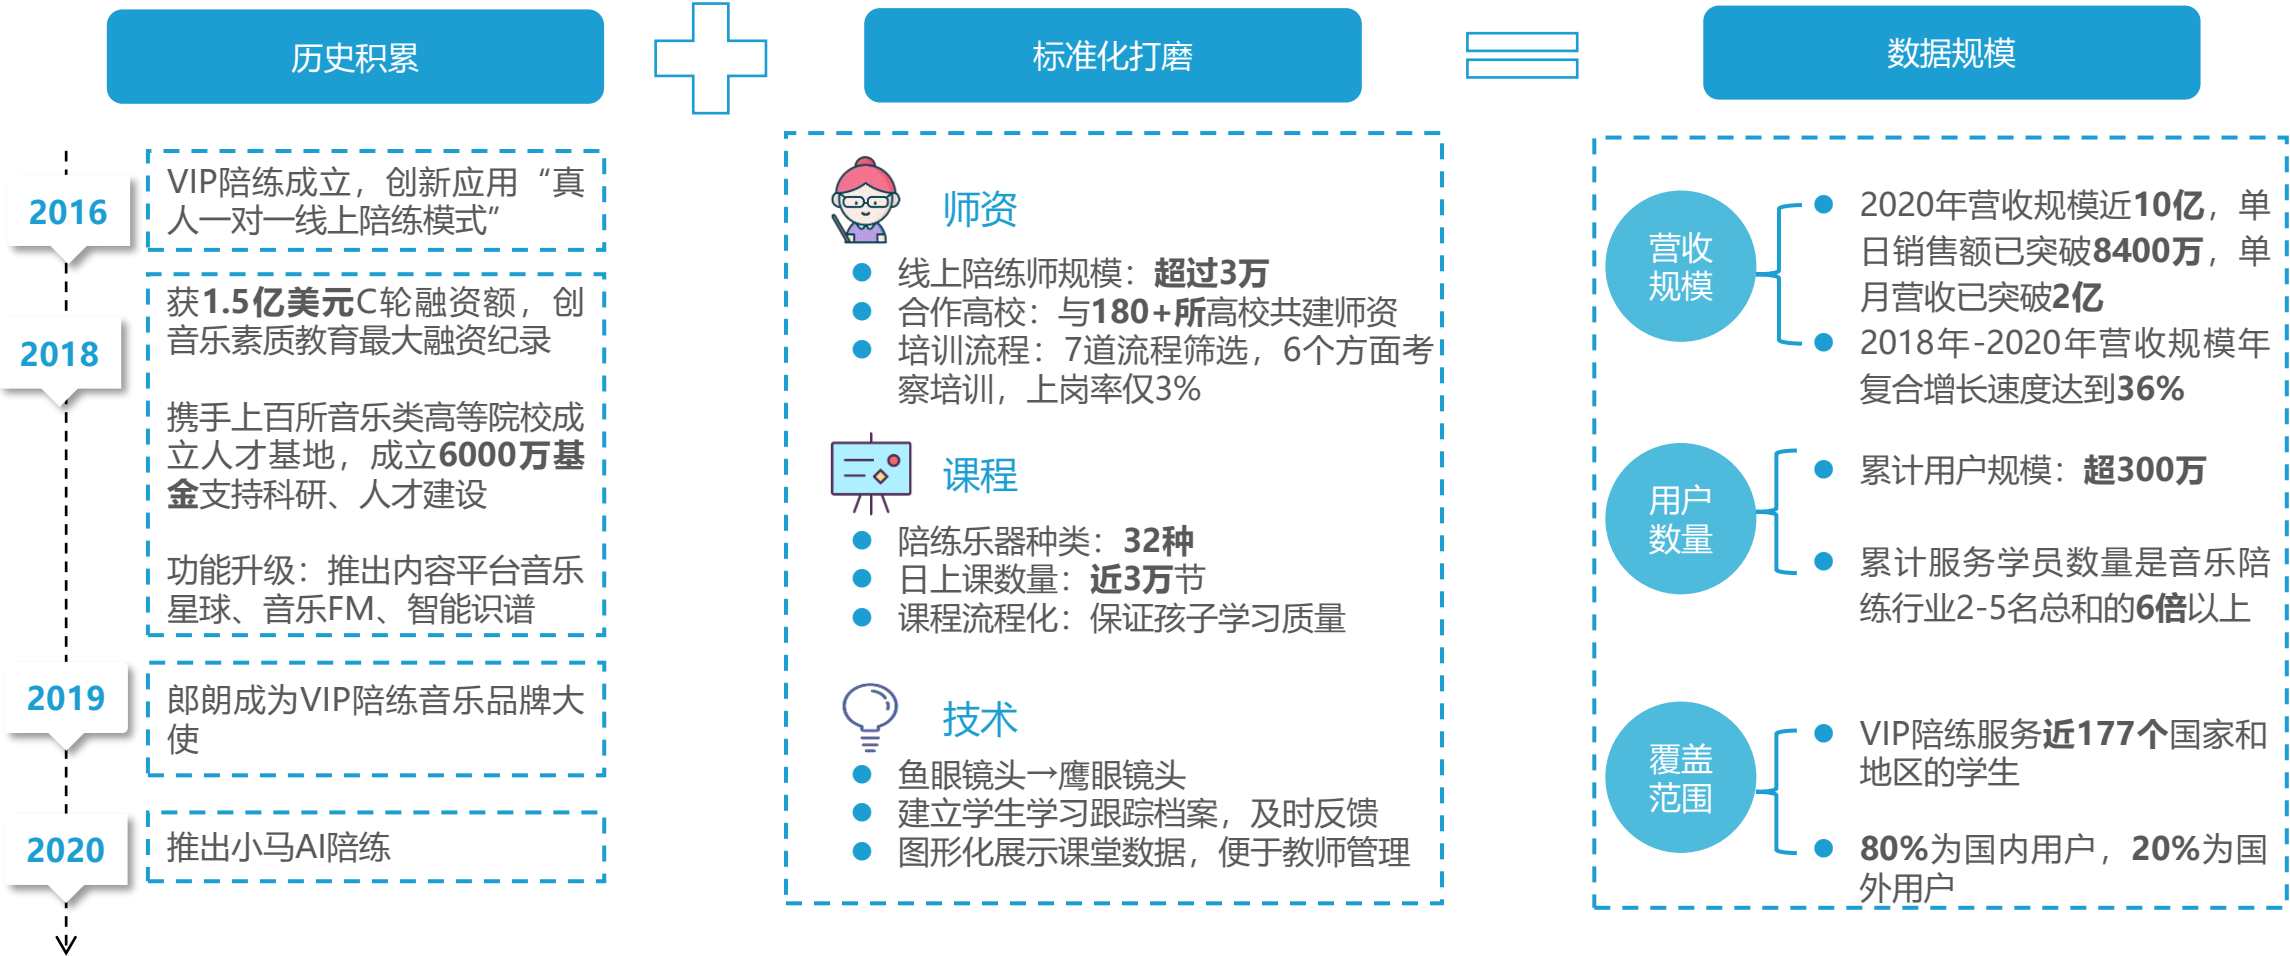 历史积累
2016
VIP陪练成立，创新应用“真
人一对一线上陪练模式”
2018
获1.5亿美元C轮融资额，创
音乐素质教育最大融资纪录
携手上百所音乐类高等院校成
立人才基地，成立6000万基
金支持科研、人才建设
功能升级：推出内容平台音乐
星球、音乐FM、智能识谱
2019
郎朗成为VIP陪练音乐品牌大
使
2020
推出小马AI陪练
标准化打磨
师资
线上陪练师规模：超过3万
合作高校：与180+所高校共建师资
培训流程：7道流程筛选，6个方面考
察培训，上岗率仅3%
课程
陪练乐器种类：32种
日上课数量：近3万节
课程流程化：保证孩子学习质量
技术
鱼眼镜头→鹰眼镜头
建立学生学习跟踪档案，及时反馈
图形化展示课堂数据，便于教师管理
数据规模
营收
规模
2020年营收规模近10亿，单
日销售额已突破8400万，单
月营收已突破2亿
2018年-2020年营收规模年
复合增长速度达到36%
用户
数量
累计用户规模：超300万
累计服务学员数量是音乐陪
练行业2-5名总和的6倍以上
覆盖
范围
VIP陪练服务近177个国家和
地区的学生
80%为国内用户，20%为国
外用户